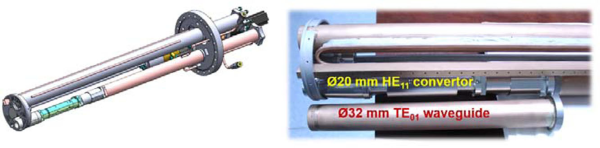 Ø20 mm HE₁₁ convertor
Ø32 mm TE₀₁ waveguide